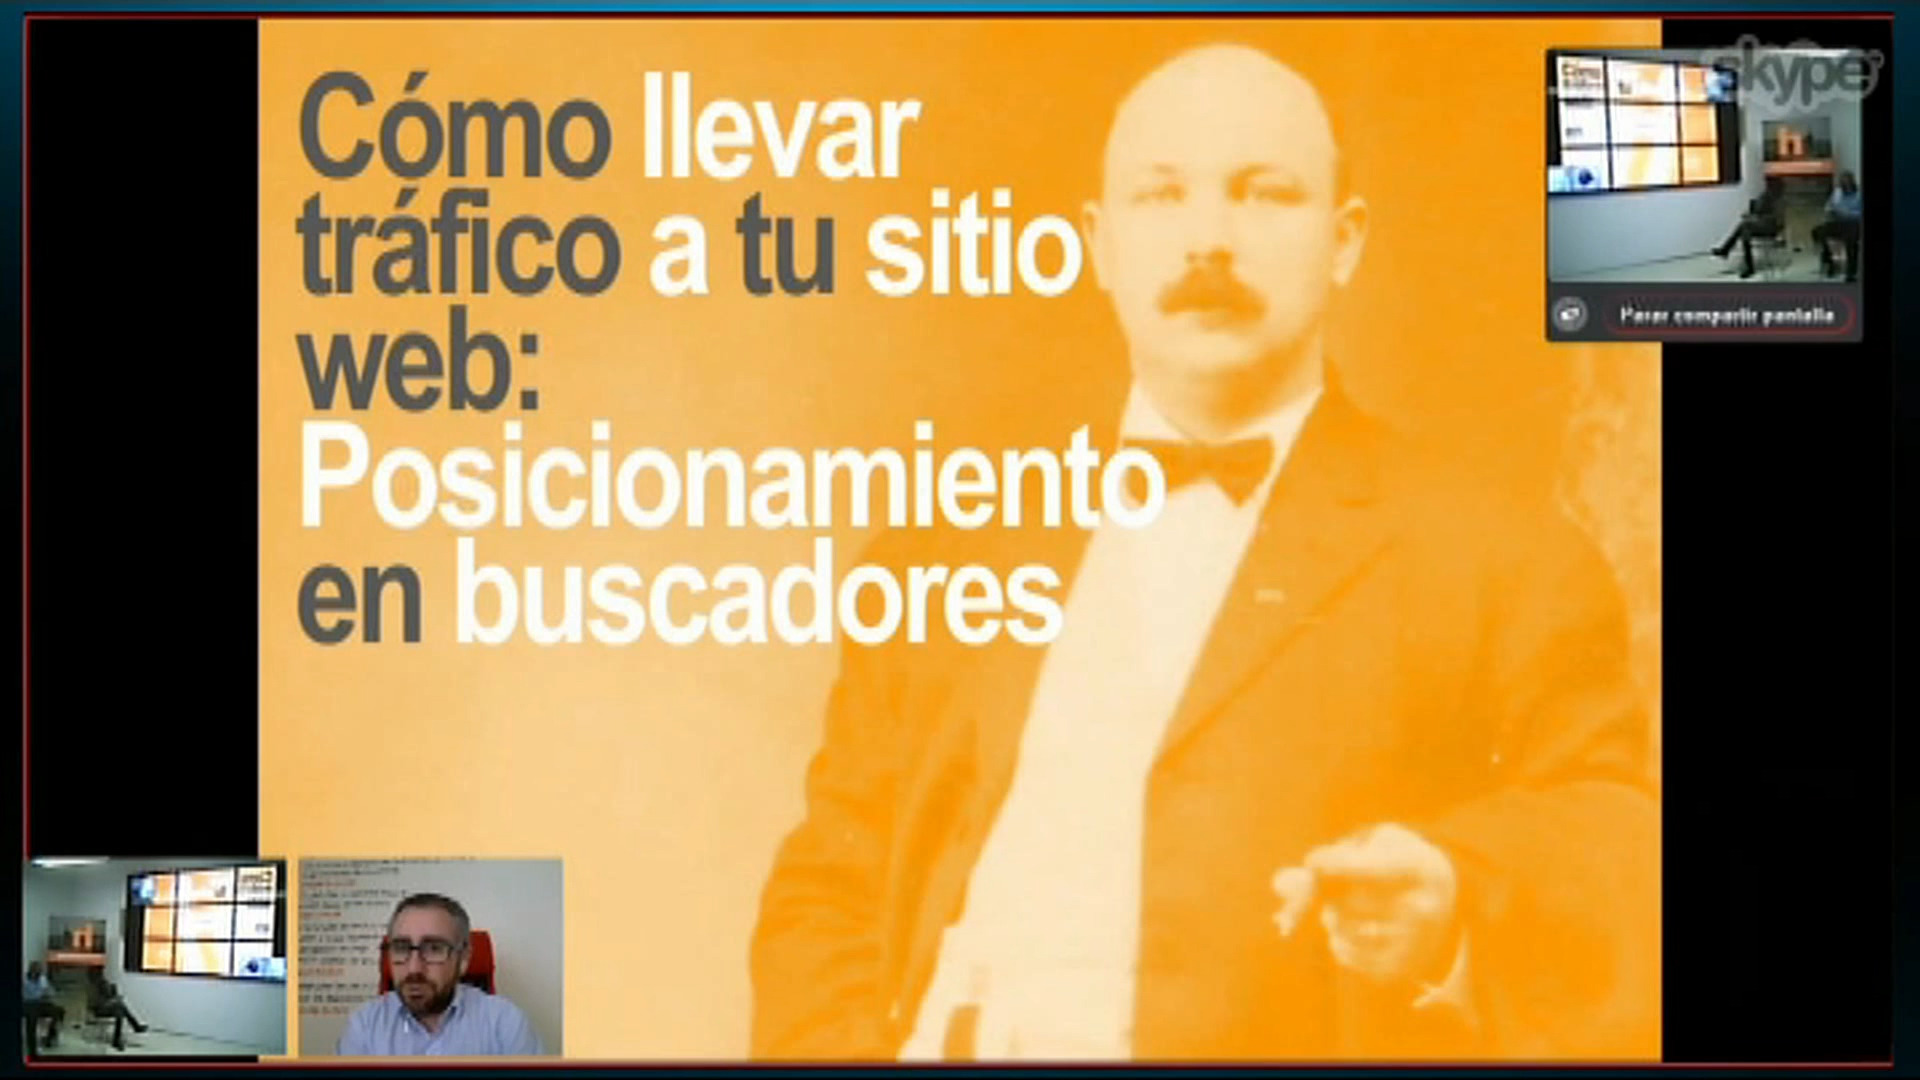 Cómo llevar
tráfico a tu sitio
web:
Posicionamiento
en buscadores
skype
Parar compartir pantalla